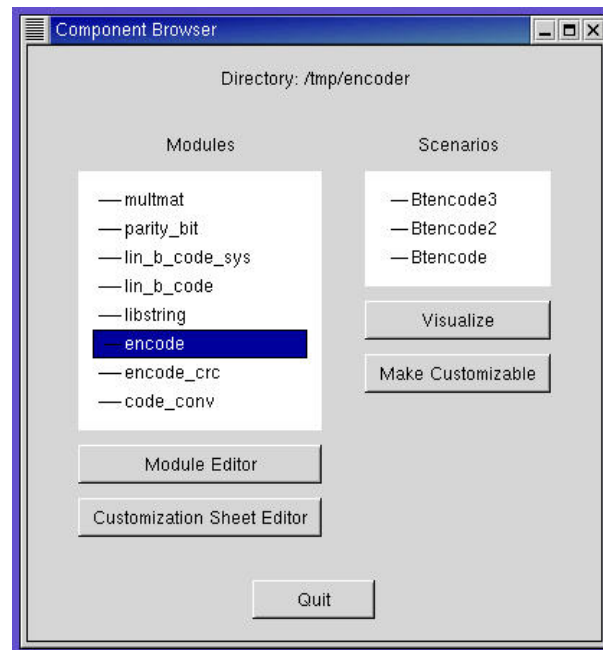 Component Browser
Directory: /tmp/encoder
Modules
multmat
parity_bit
lin_b_code_sys
lin_b_code
libstring
encode
encode_crc
code_conv
Module Editor
Customization Sheet Editor
Scenarios
Btencode3
Btencode2
Btencode
Visualize
Make Customizable
Quit